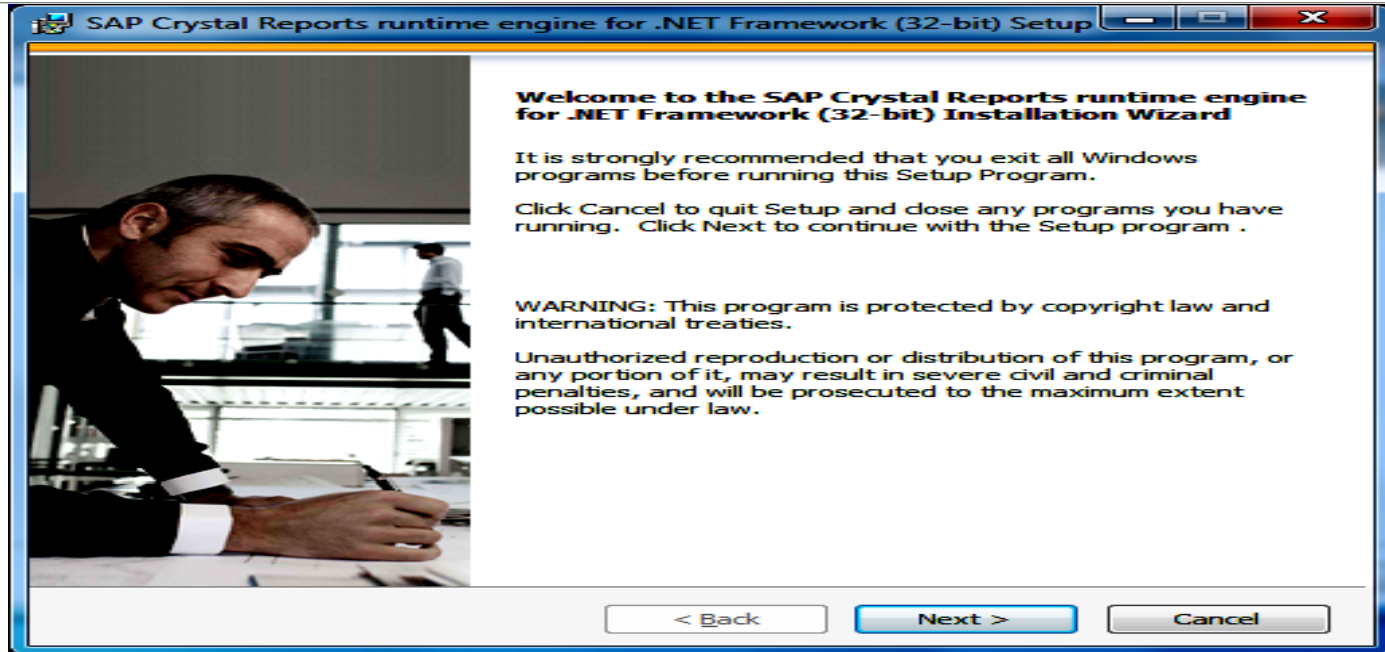 SAP Crystal Reports runtime engine for .NET Framework (32-bit) Setup
Welcome to the SAP Crystal Reports runtime engine
for .NET Framework (32-bit) Installation Wizard
It is strongly recommended that you exit all Windows
programs before running this Setup Program.
Click Cancel to quit Setup and close any programs you have
running.  Click Next to continue with the Setup program .
WARNING: This program is protected by copyright law and
international treaties.
Unauthorized reproduction or distribution of this program, or
any portion of it, may result in severe civil and criminal
penalties, and will be prosecuted to the maximum extent
possible under law.
< Back Next > Cancel